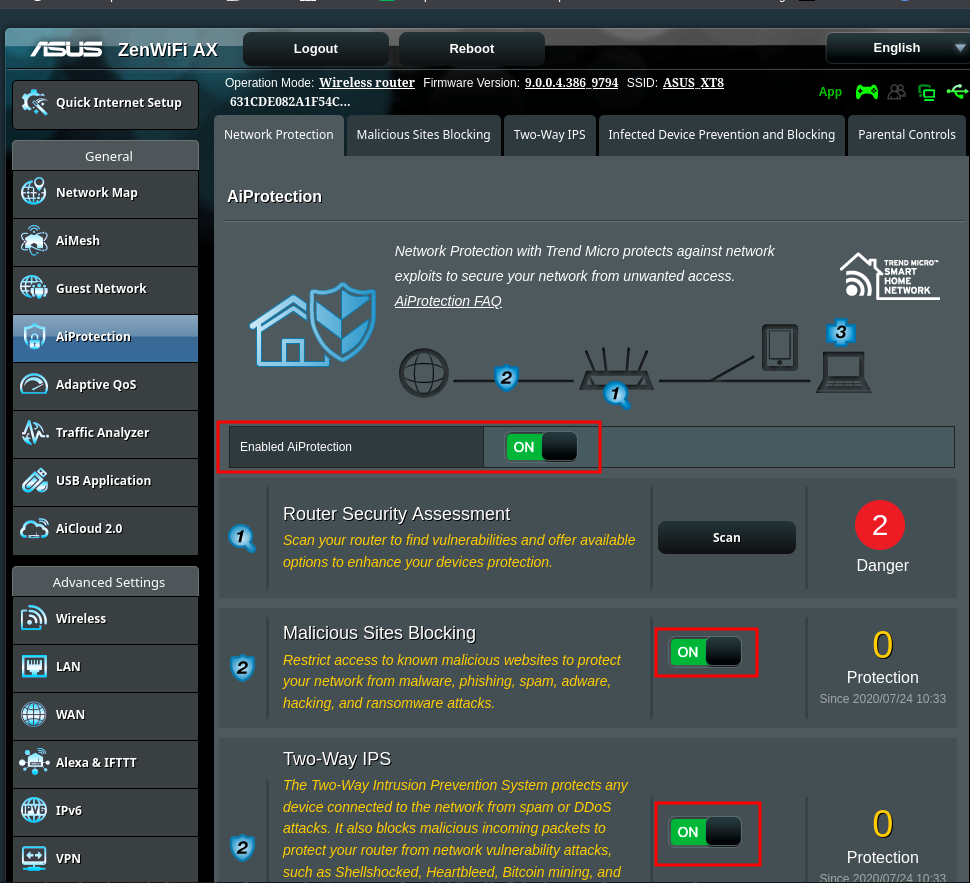 ASUS ZenWiFi AX Logout Reboot English
Operation Mode: Wireless router Firmware Version: 9.0.0.4.386_9794 SSID: ASUS_XT8
631CDE082A1F54C...
App
Quick Internet Setup
General
Network Map
AiMesh
Guest Network
AiProtection
Adaptive QoS
Traffic Analyzer
USB Application
AiCloud 2.0
Advanced Settings
Wireless
LAN
WAN
Alexa & IFTTT
IPv6
VPN
Network Protection Malicious Sites Blocking Two-Way IPS Infected Device Prevention and Blocking Parental Controls
AiProtection
Network Protection with Trend Micro protects against network
exploits to secure your network from unwanted access.
AiProtection FAQ
TREND MICRO™
SMART
HOME
NETWORK
3
2
1
Enabled AiProtection ON
1
Router Security Assessment
Scan your router to find vulnerabilities and offer available
options to enhance your devices protection.
Scan
2
Danger
2
Malicious Sites Blocking
Restrict access to known malicious websites to protect
your network from malware, phishing, spam, adware,
hacking, and ransomware attacks.
ON
0
Protection
Since 2020/07/24 10:33
2
Two-Way IPS
The Two-Way Intrusion Prevention System protects any
device connected to the network from spam or DDoS
attacks. It also blocks malicious incoming packets to
protect your router from network vulnerability attacks,
such as Shellshocked, Heartbleed, Bitcoin mining, and
ON
0
Protection
Since 2020/07/24 10:33